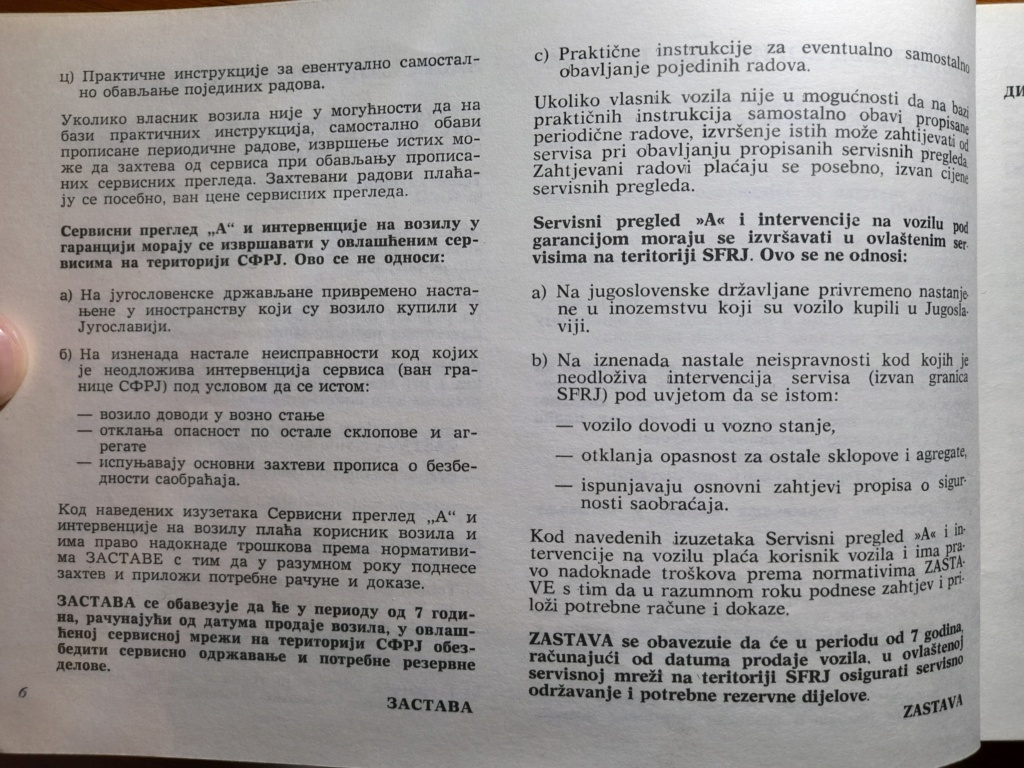 ц) Практичне инструкције за евентуално самостал-
но обављање појединих радова.
Уколико власник возила није у могућности да на
бази практичних инструкција, самостално обави
прописане периодичне радове, извршење истих мо-
же да захтева од сервиса при обављању прописа-
них сервисних прегледа. Захтевани радови плаћа-
ју се посебно, ван цене сервисних прегледа.
Сервисни преглед „А“ и интервенције на возилу у
гаранцији морају се извршавати у овлашћеним сер-
висима на територији СФРЈ. Ово се не односи:
а) На југословенске држављане привремено наста-
њене у иностранству који су возило купили у
Југославији.
б) На изненада настале неисправности код којих
је неодложива интервенција сервиса (ван гра-
нице СФРЈ) под условом да се истом:
— возило доводи у возно стање
— отклања опасност по остале склопове и аг-
регате
— испуњавају основни захтеви прописа о безбе-
дности саобраћаја.
Код наведених изузетака Сервисни преглед „А“ и
интервенције на возилу плаћа корисник возила и
има право надокнаде трошкова према нормативи-
ма ЗАСТАВЕ с тим да у разумном року поднесе
захтев и приложи потребне рачуне и доказе.
ЗАСТАВА се обавезује да ће у периоду од 7 годи-
на, рачунајући од датума продаје возила, у овлаш-
ћеној сервисној мрежи на територији СФРЈ обез-
бедити сервисно одржавање и потребне резервне
делове.
ЗАСТАВА
6
c) Praktične instrukcije za eventualno samostalno
obavljanje pojedinih radova.
Ukoliko vlasnik vozila nije u mogućnosti da na bazi
praktičnih instrukcija samostalno obavi propisane
periodične radove, izvršenje istih može zahtijevati od
servisa pri obavljanju propisanih servisnih pregleda.
Zahtjevani radovi plaćaju se posebno, izvan cijene
servisnih pregleda.
Servisni pregled »A« i intervencije na vozilu pod
garancijom moraju se izvršavati u ovlaštenim ser-
visima na teritoriji SFRJ. Ovo se ne odnosi:
a) Na jugoslovenske državljane privremeno nastanje-
ne u inozemstvu koji su vozilo kupili u Jugosla-
viji.
b) Na iznenada nastale neispravnosti kod kojih je
neodloživa intervencija servisa (izvan granica
SFRJ) pod uvjetom da se istom:
— vozilo dovodi u vozno stanje,
— otklanja opasnost za ostale sklopove i agregate,
— ispunjavaju osnovni zahtjevi propisa o sigur-
nosti saobraćaja.
Kod navedenih izuzetaka Servisni pregled »A« i in-
tervencije na vozilu plaća korisnik vozila i ima pra-
vo nadoknade troškova prema normativima ZASTA-
VE s tim da u razumnom roku podnese zahtjev i pri-
loži potrebne račune i dokaze.
ZASTAVA se obavezuie da će u periodu od 7 godina,
računajući od datuma prodaje vozila, u ovlaštenoj
servisnoj mreži na teritoriji SFRJ osigurati servisno
održavanje i potrebne rezervne dijelove.
ZASTAVA